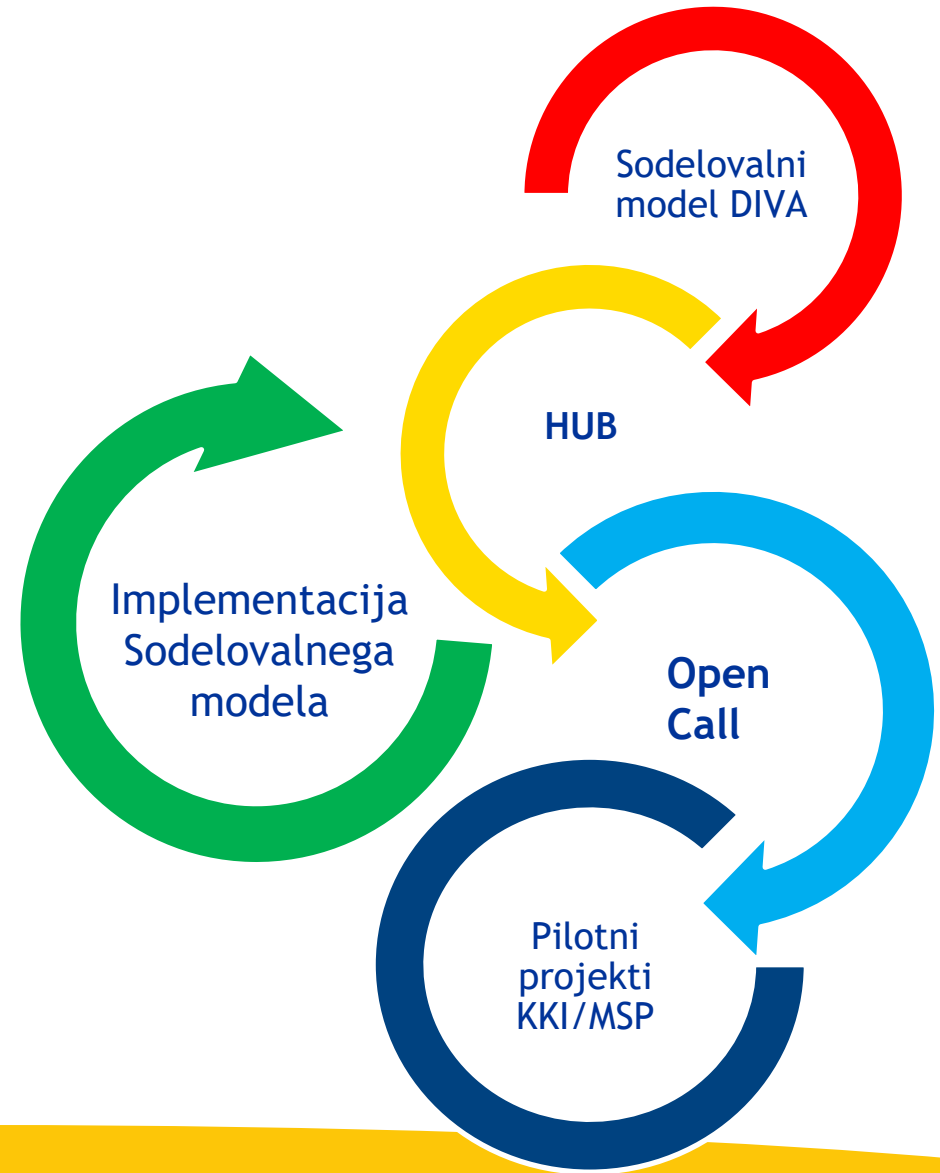 Sodelovalni
model DIVA
HUB
Implementacija
Sodelovalnega
modela
Open
Call
Pilotni
projekti
KKI/MSP